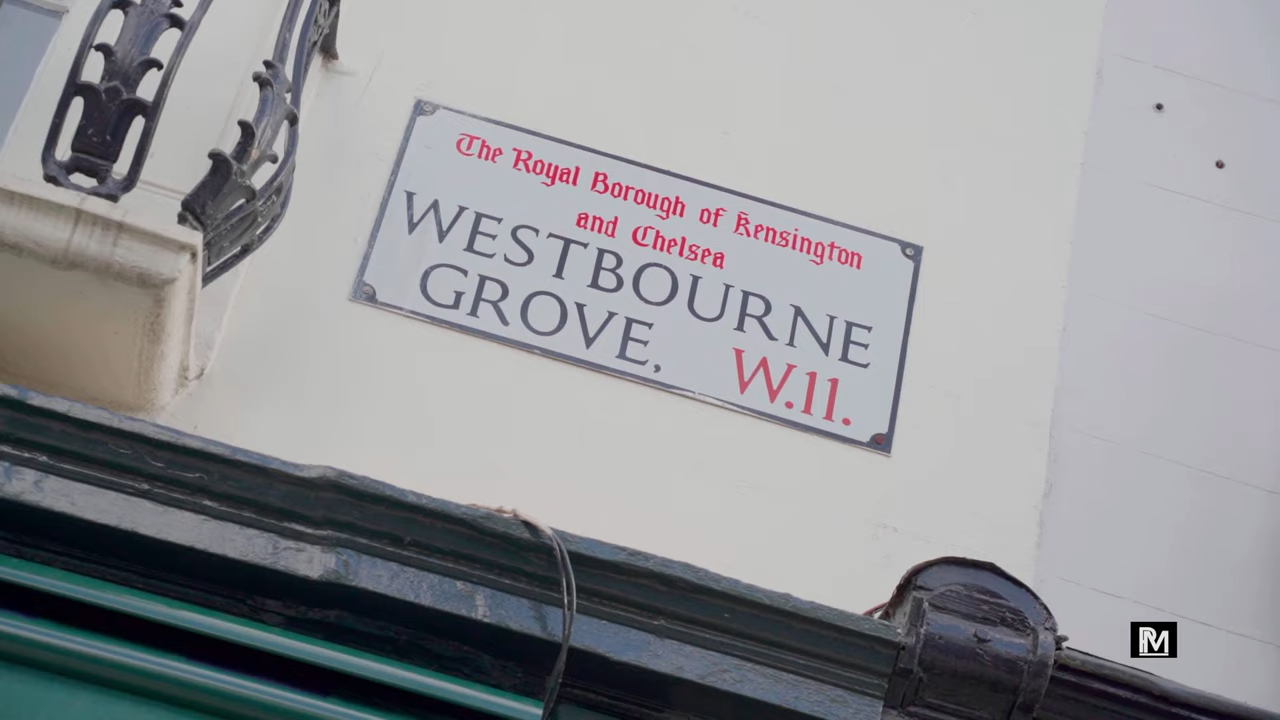 The Royal Borough of Kensington
and Chelsea
WESTBOURNE
GROVE, W.11.